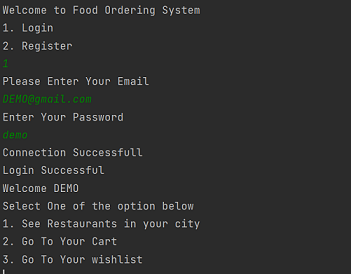 Welcome to Food Ordering System
1. Login
2. Register
1
Please Enter Your Email
DEMO@gmail.com
Enter Your Password
demo
Connection Successfull
Login Successful
Welcome DEMO
Select One of the option below
1. See Restaurants in your city
2. Go To Your Cart
3. Go To Your wishlist